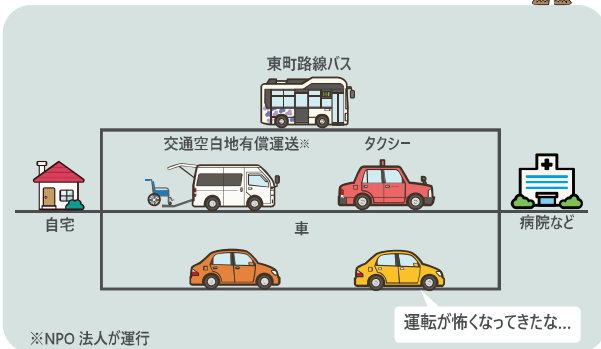 東町路線バス
交通空白地有償運送※
タクシー
自宅
車
病院など
運転が怖くなってきたな…
※NPO 法人が運行